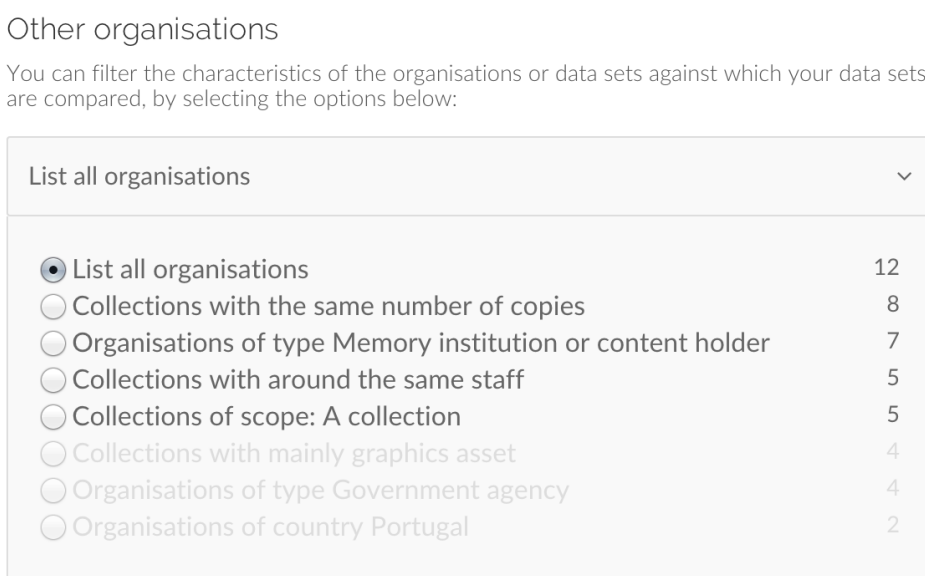 Other organisations
You can filter the characteristics of the organisations or data sets against which your data sets
are compared, by selecting the options below:
List all organisations
List all organisations 12
Collections with the same number of copies 8
Organisations of type Memory institution or content holder 7
Collections with around the same staff 5
Collections of scope: A collection 5
Collections with mainly graphics asset 4
Organisations of type Government agency 4
Organisations of country Portugal 2